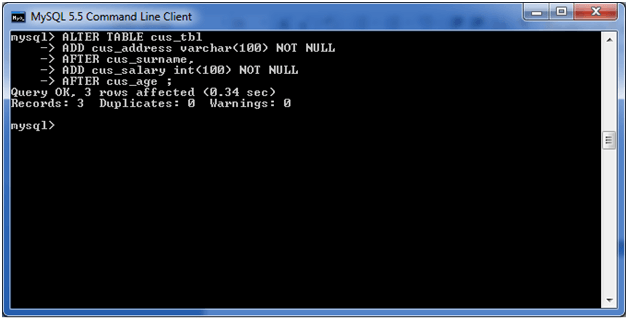 MySQL 5.5 Command Line Client
mysql> ALTER TABLE cus_tbl
    -> ADD cus_address varchar(100) NOT NULL
    -> AFTER cus_surname,
    -> ADD cus_salary int(100) NOT NULL
    -> AFTER cus_age ;
Query OK, 3 rows affected (0.34 sec)
Records: 3  Duplicates: 0  Warnings: 0
mysql>